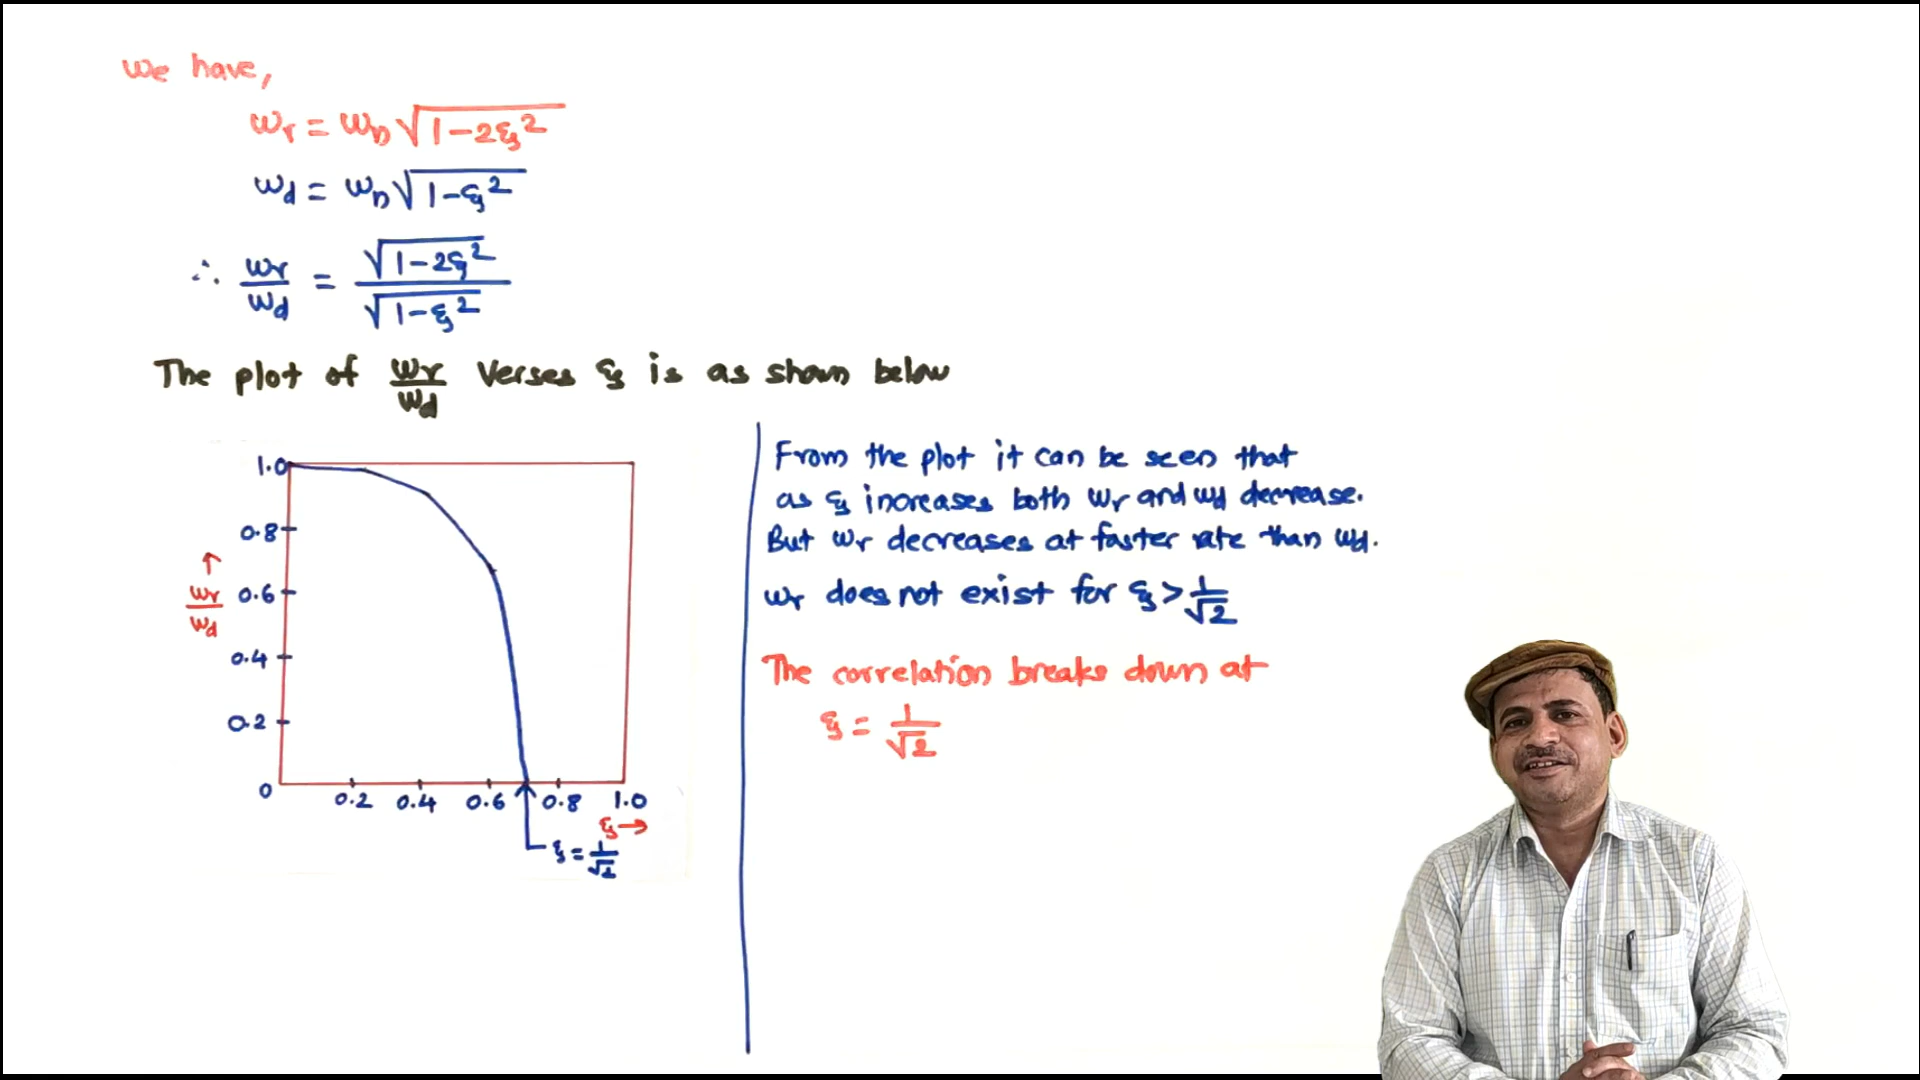 We have,
ωr = ωn √1-2ξ²
ωd = ωn √1-ξ²
∴ ωr/ωd = √1-2ξ² / √1-ξ²
The plot of ωr/ωd Verses ξ is as shown below
1.0
0.8
0.6
0.4
0.2
0
ωr/ωd →
0.2 0.4 0.6 0.8 1.0
ξ →
ξ = 1/√2
From the plot it can be seen that
as ξ increases both ωr and ωd decrease.
But ωr decreases at faster rate than ωd.
ωr does not exist for ξ > 1/√2
The correlation breaks down at
ξ = 1/√2